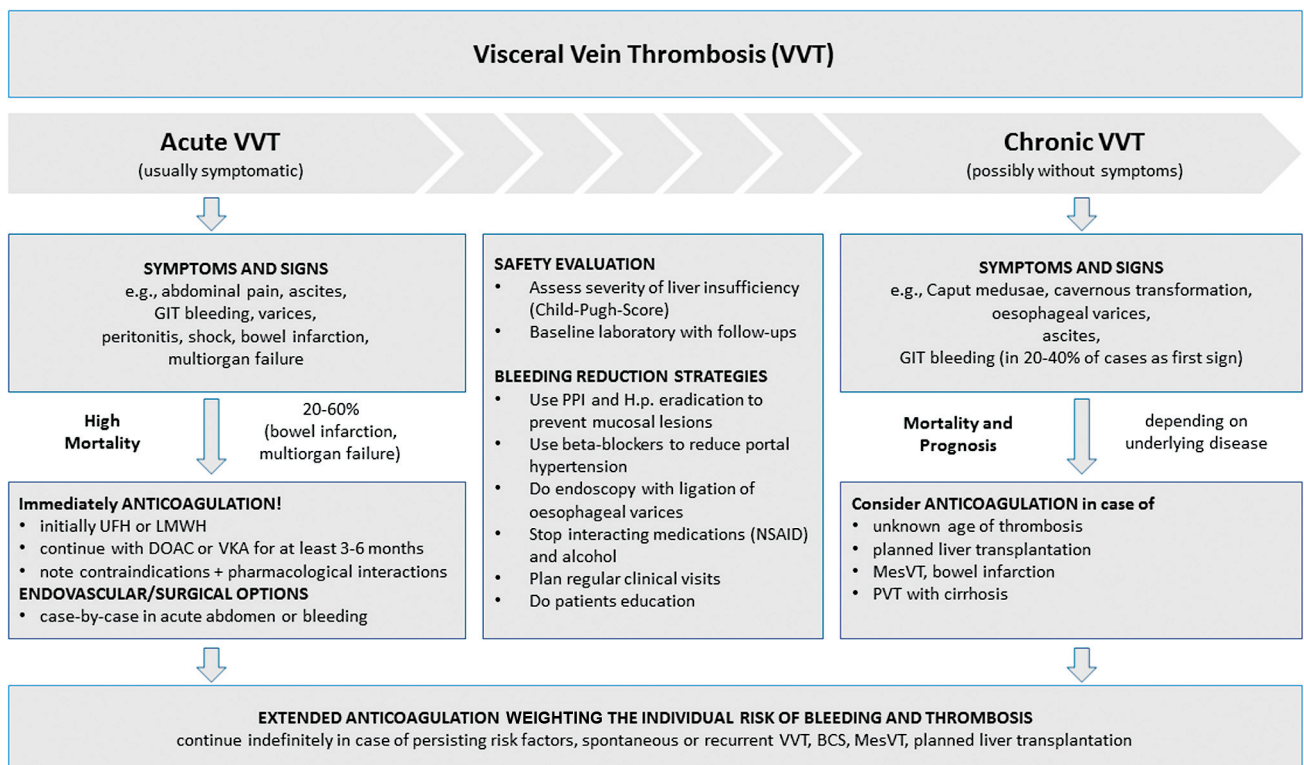 Visceral Vein Thrombosis (VVT)
Acute VVT
(usually symptomatic)
Chronic VVT
(possibly without symptoms)
SYMPTOMS AND SIGNS
e.g., abdominal pain, ascites,
GIT bleeding, varices,
peritonitis, shock, bowel infarction,
multiorgan failure
High
Mortality
20-60%
(bowel infarction,
multiorgan failure)
Immediately ANTICOAGULATION!
• initially UFH or LMWH
• continue with DOAC or VKA for at least 3-6 months
• note contraindications + pharmacological interactions
ENDOVASCULAR/SURGICAL OPTIONS
• case-by-case in acute abdomen or bleeding
SAFETY EVALUATION
• Assess severity of liver insufficiency
(Child-Pugh-Score)
• Baseline laboratory with follow-ups
BLEEDING REDUCTION STRATEGIES
• Use PPI and H.p. eradication to
prevent mucosal lesions
• Use beta-blockers to reduce portal
hypertension
• Do endoscopy with ligation of
oesophageal varices
• Stop interacting medications (NSAID)
and alcohol
• Plan regular clinical visits
• Do patients education
SYMPTOMS AND SIGNS
e.g., Caput medusae, cavernous transformation,
oesophageal varices,
ascites,
GIT bleeding (in 20-40% of cases as first sign)
Mortality and
Prognosis
depending on
underlying disease
Consider ANTICOAGULATION in case of
• unknown age of thrombosis
• planned liver transplantation
• MesVT, bowel infarction
• PVT with cirrhosis
EXTENDED ANTICOAGULATION WEIGHTING THE INDIVIDUAL RISK OF BLEEDING AND THROMBOSIS
continue indefinitely in case of persisting risk factors, spontaneous or recurrent VVT, BCS, MesVT, planned liver transplantation